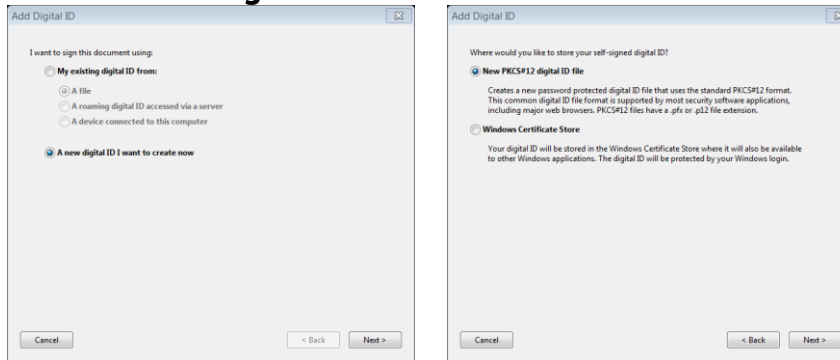 Add Digital ID
I want to sign this document using:
My existing digital ID from:
A file
A roaming digital ID accessed via a server
A device connected to this computer
A new digital ID I want to create now
Cancel
< Back
Next >
Add Digital ID
Where would you like to store your self-signed digital ID?
New PKCS#12 digital ID file
Creates a new password protected digital ID file that uses the standard PKCS#12 format.
This common digital ID file format is supported by most security software applications,
including major web browsers. PKCS#12 files have a .pfx or .p12 file extension.
Windows Certificate Store
Your digital ID will be stored in the Windows Certificate Store where it will also be available
to other Windows applications. The digital ID will be protected by your Windows login.
Cancel
< Back
Next >